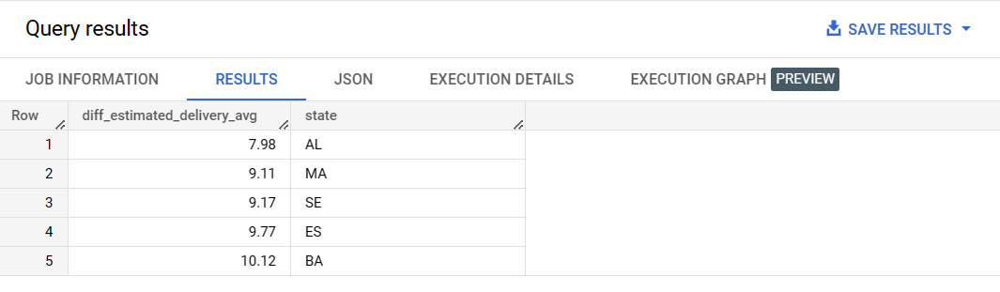 Query results
SAVE RESULTS
JOB INFORMATION RESULTS JSON EXECUTION DETAILS EXECUTION GRAPH PREVIEW
Row diff_estimated_delivery_avg state
1 7.98 AL
2 9.11 MA
3 9.17 SE
4 9.77 ES
5 10.12 BA